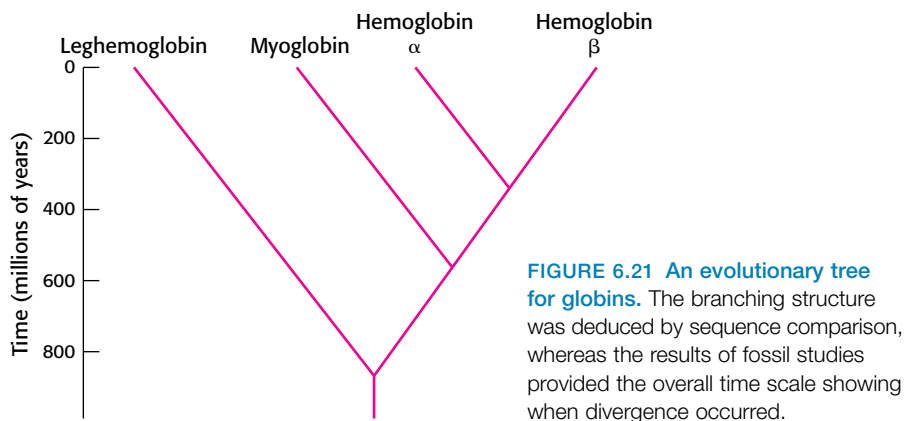 Hemoglobin
Hemoglobin
Leghemoglobin
Myoglobin
α
β
0
200
400
600
800
Time (millions of years)
FIGURE 6.21 An evolutionary tree
for globins. The branching structure
was deduced by sequence comparison,
whereas the results of fossil studies
provided the overall time scale showing
when divergence occurred.